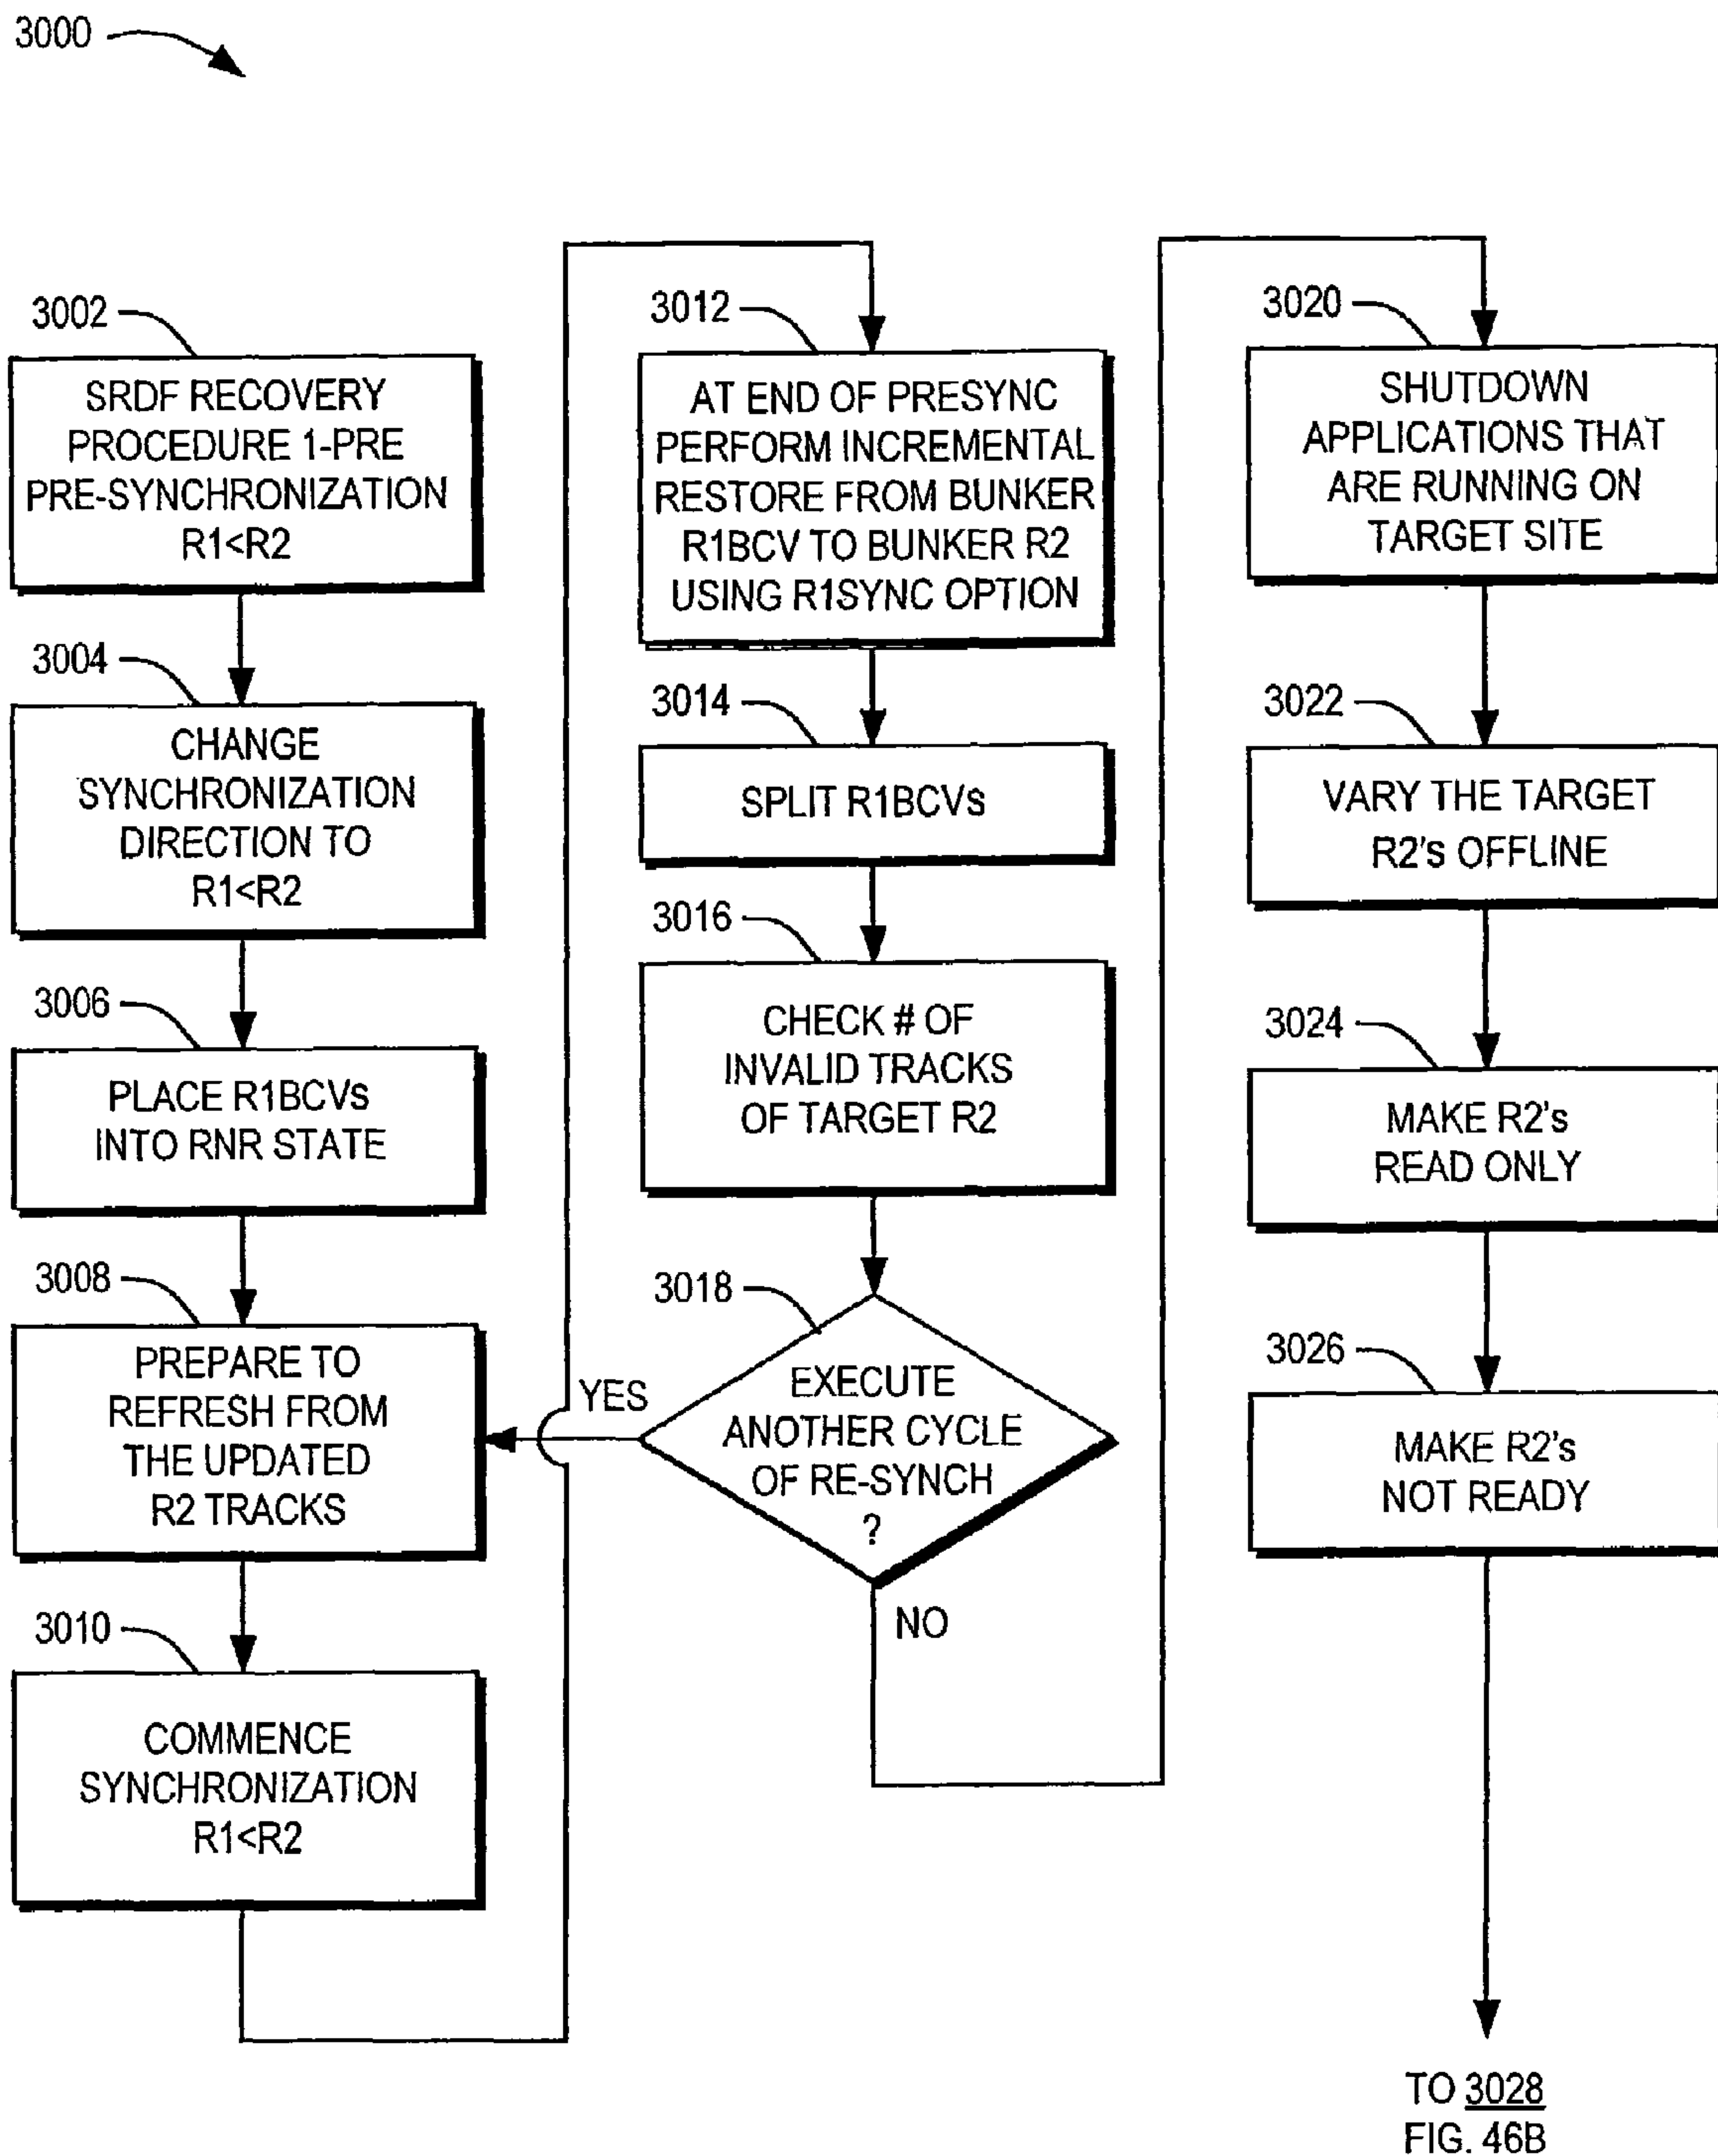 3000
3002
SRDF RECOVERY
PROCEDURE 1-PRE
PRE-SYNCHRONIZATION
R1<R2
3004
CHANGE
SYNCHRONIZATION
DIRECTION TO
R1<R2
3006
PLACE R1BCVs
INTO RNR STATE
3008
PREPARE TO
REFRESH FROM
THE UPDATED
R2 TRACKS
3010
COMMENCE
SYNCHRONIZATION
R1<R2
3012
AT END OF PRESYNC
PERFORM INCREMENTAL
RESTORE FROM BUNKER
R1BCV TO BUNKER R2
USING R1SYNC OPTION
3014
SPLIT R1BCVs
3016
CHECK # OF
INVALID TRACKS
OF TARGET R2
3018
EXECUTE
ANOTHER CYCLE
OF RE-SYNCH
?
YES
NO
3020
SHUTDOWN
APPLICATIONS THAT
ARE RUNNING ON
TARGET SITE
3022
VARY THE TARGET
R2's OFFLINE
3024
MAKE R2's
READ ONLY
3026
MAKE R2's
NOT READY
TO 3028
FIG. 46B